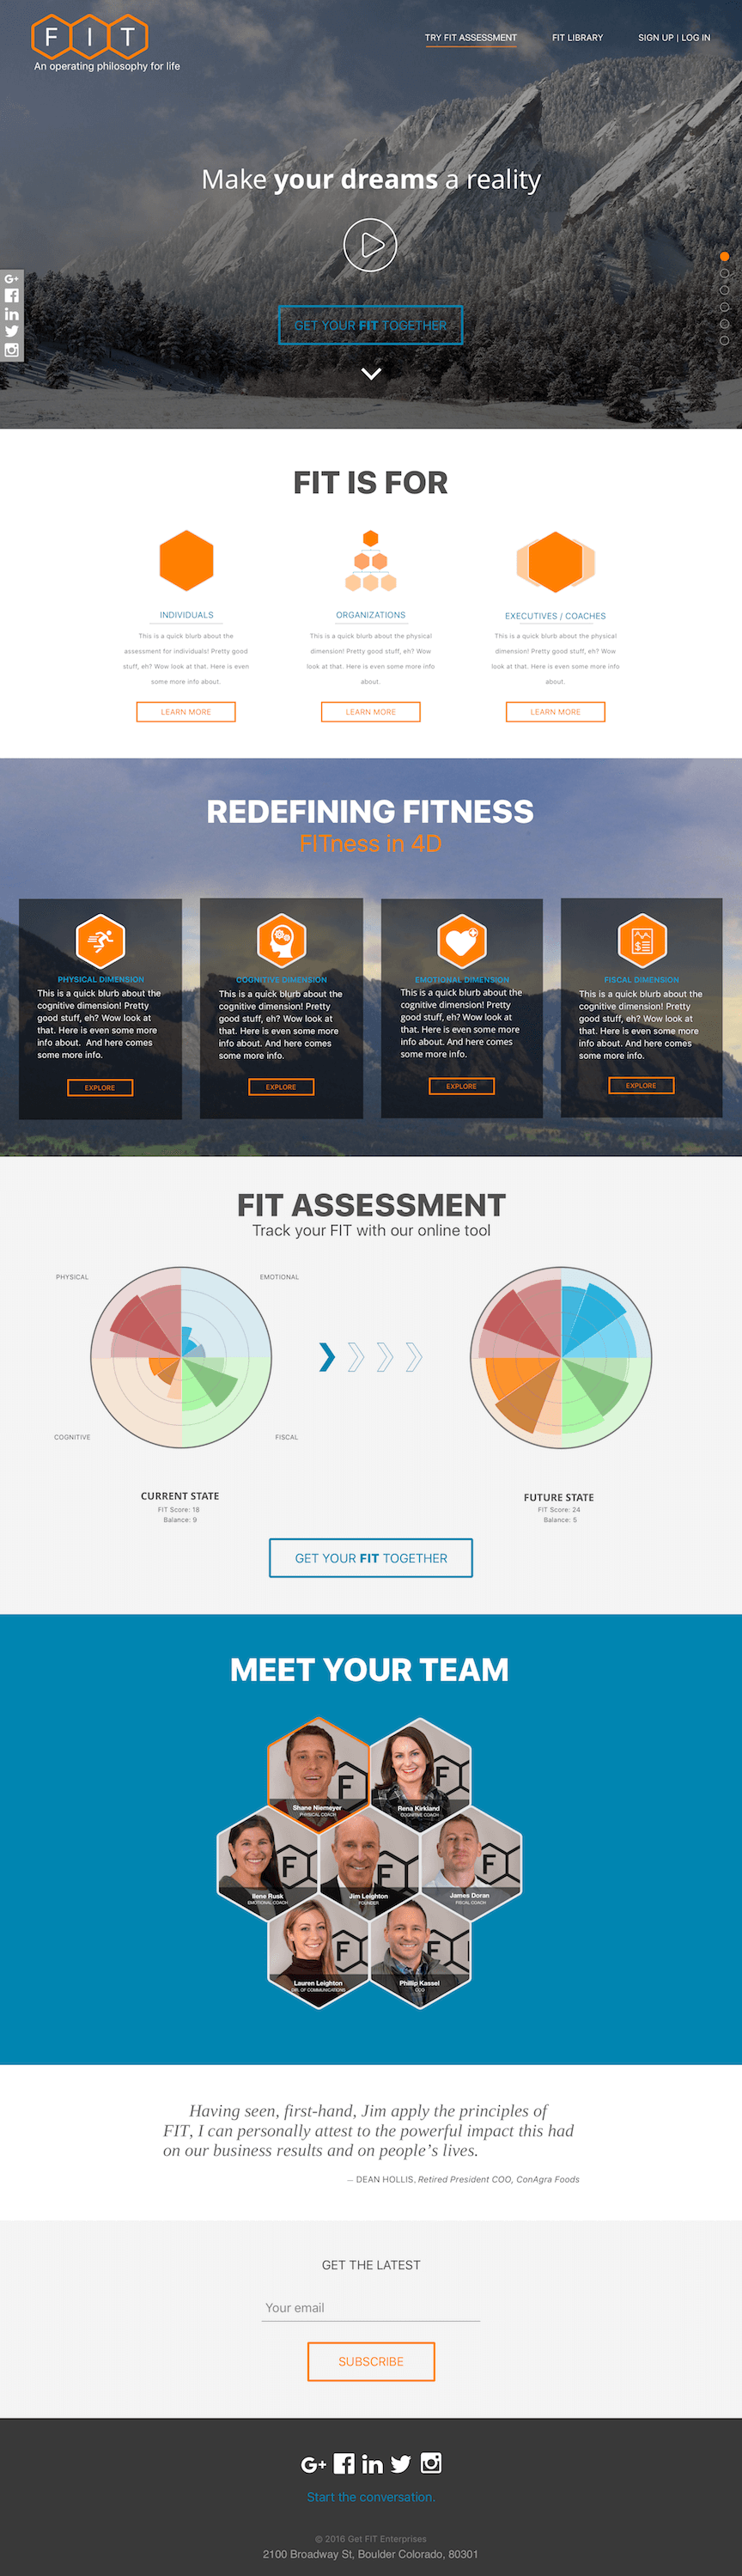 F I T
An operating philosophy for life
TRY FIT ASSESSMENT
FIT LIBRARY
SIGN UP | LOG IN
Make your dreams a reality
GET YOUR FIT TOGETHER
FIT IS FOR
INDIVIDUALS
This is a quick blurb about the
assessment for individuals! Pretty good
stuff, eh? Wow look at that. Here is even
some more info about.
LEARN MORE
ORGANIZATIONS
This is a quick blurb about the physical
dimension! Pretty good stuff, eh? Wow
look at that. Here is even some more info
about.
LEARN MORE
EXECUTIVES / COACHES
This is a quick blurb about the physical
dimension! Pretty good stuff, eh? Wow
look at that. Here is even some more info
about.
LEARN MORE
REDEFINING FITNESS
FITness in 4D
PHYSICAL DIMENSION
This is a quick blurb about the
cognitive dimension! Pretty
good stuff, eh? Wow look at
that. Here is even some more
info about. And here comes
some more info.
EXPLORE
COGNITIVE DIMENSION
This is a quick blurb about the
cognitive dimension! Pretty
good stuff, eh? Wow look at
that. Here is even some more
info about. And here comes
some more info.
EXPLORE
EMOTIONAL DIMENSION
This is a quick blurb about the
cognitive dimension! Pretty
good stuff, eh? Wow look at
that. Here is even some more
info about. And here comes
some more info.
EXPLORE
FISCAL DIMENSION
This is a quick blurb about the
cognitive dimension! Pretty
good stuff, eh? Wow look at
that. Here is even some more
info about. And here comes
some more info.
EXPLORE
FIT ASSESSMENT
Track your FIT with our online tool
PHYSICAL
EMOTIONAL
COGNITIVE
FISCAL
CURRENT STATE
FIT Score: 18
Balance: 9
FUTURE STATE
FIT Score: 24
Balance: 5
GET YOUR FIT TOGETHER
MEET YOUR TEAM
Shane Niemeyer
PHYSICAL COACH
Rena Kirkland
COGNITIVE COACH
Ilene Rusk
EMOTIONAL COACH
Jim Leighton
FOUNDER
James Doran
FISCAL COACH
Lauren Leighton
DIR. OF COMMUNICATIONS
Phillip Kassel
COO
Having seen, first-hand, Jim apply the principles of
FIT, I can personally attest to the powerful impact this had
on our business results and on people’s lives.
– DEAN HOLLIS, Retired President COO, ConAgra Foods
GET THE LATEST
Your email
SUBSCRIBE
Start the conversation.
© 2016 Get FIT Enterprises
2100 Broadway St, Boulder Colorado, 80301